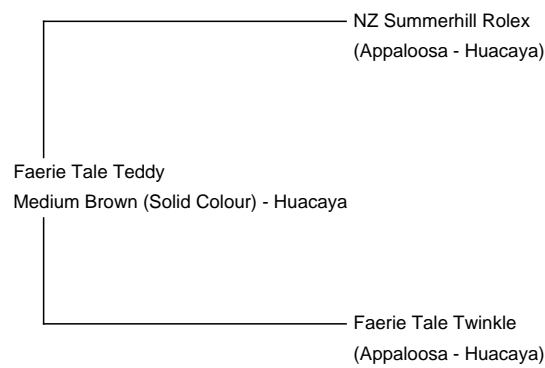 NZ Summerhill Rolex
(Appaloosa - Huacaya)
Faerie Tale Teddy
Medium Brown (Solid Colour) - Huacaya
Faerie Tale Twinkle
(Appaloosa - Huacaya)